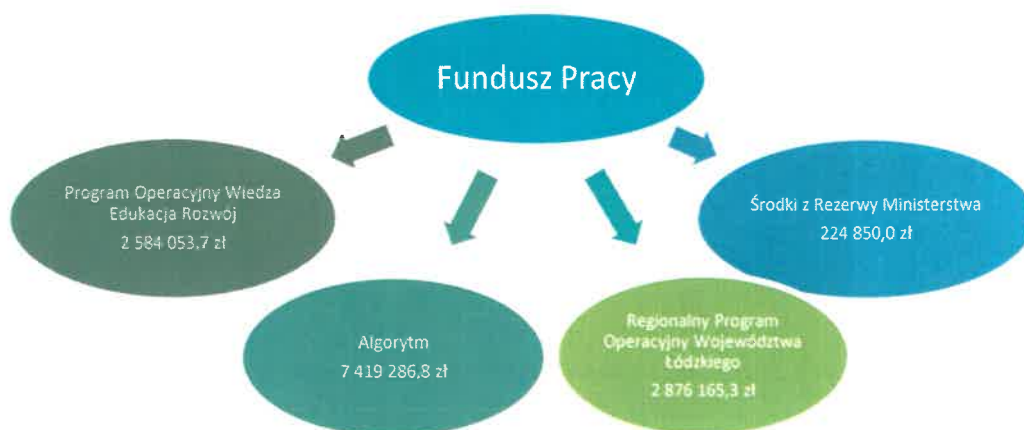 Fundusz Pracy
Program Operacyjny Wiedza
Edukacja Rozwój
2 584 053,7 zł
Środki z Rezerwy Ministerstwa
224 850,0 zł
Algorytm
7 419 286,8 zł
Regionalny Program
Operacyjny Województwa
Łódzkiego
2 876 165,3 zł